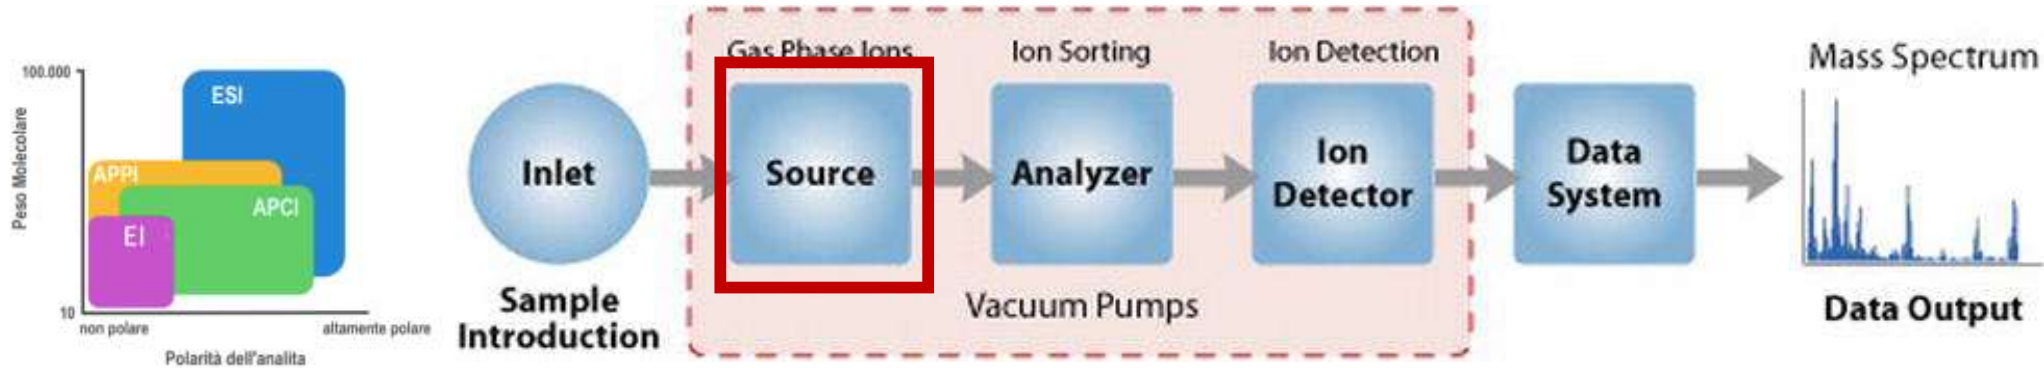 100.000
Peso Molecolare
ESI
APPI
APCI
EI
10
non polare
altamente polare
Polarità dell'analita
Inlet
Sample
Introduction
Gas Phase Ions
Source
Ion Sorting
Analyzer
Ion Detection
Ion
Detector
Vacuum Pumps
Data
System
Mass Spectrum
Data Output